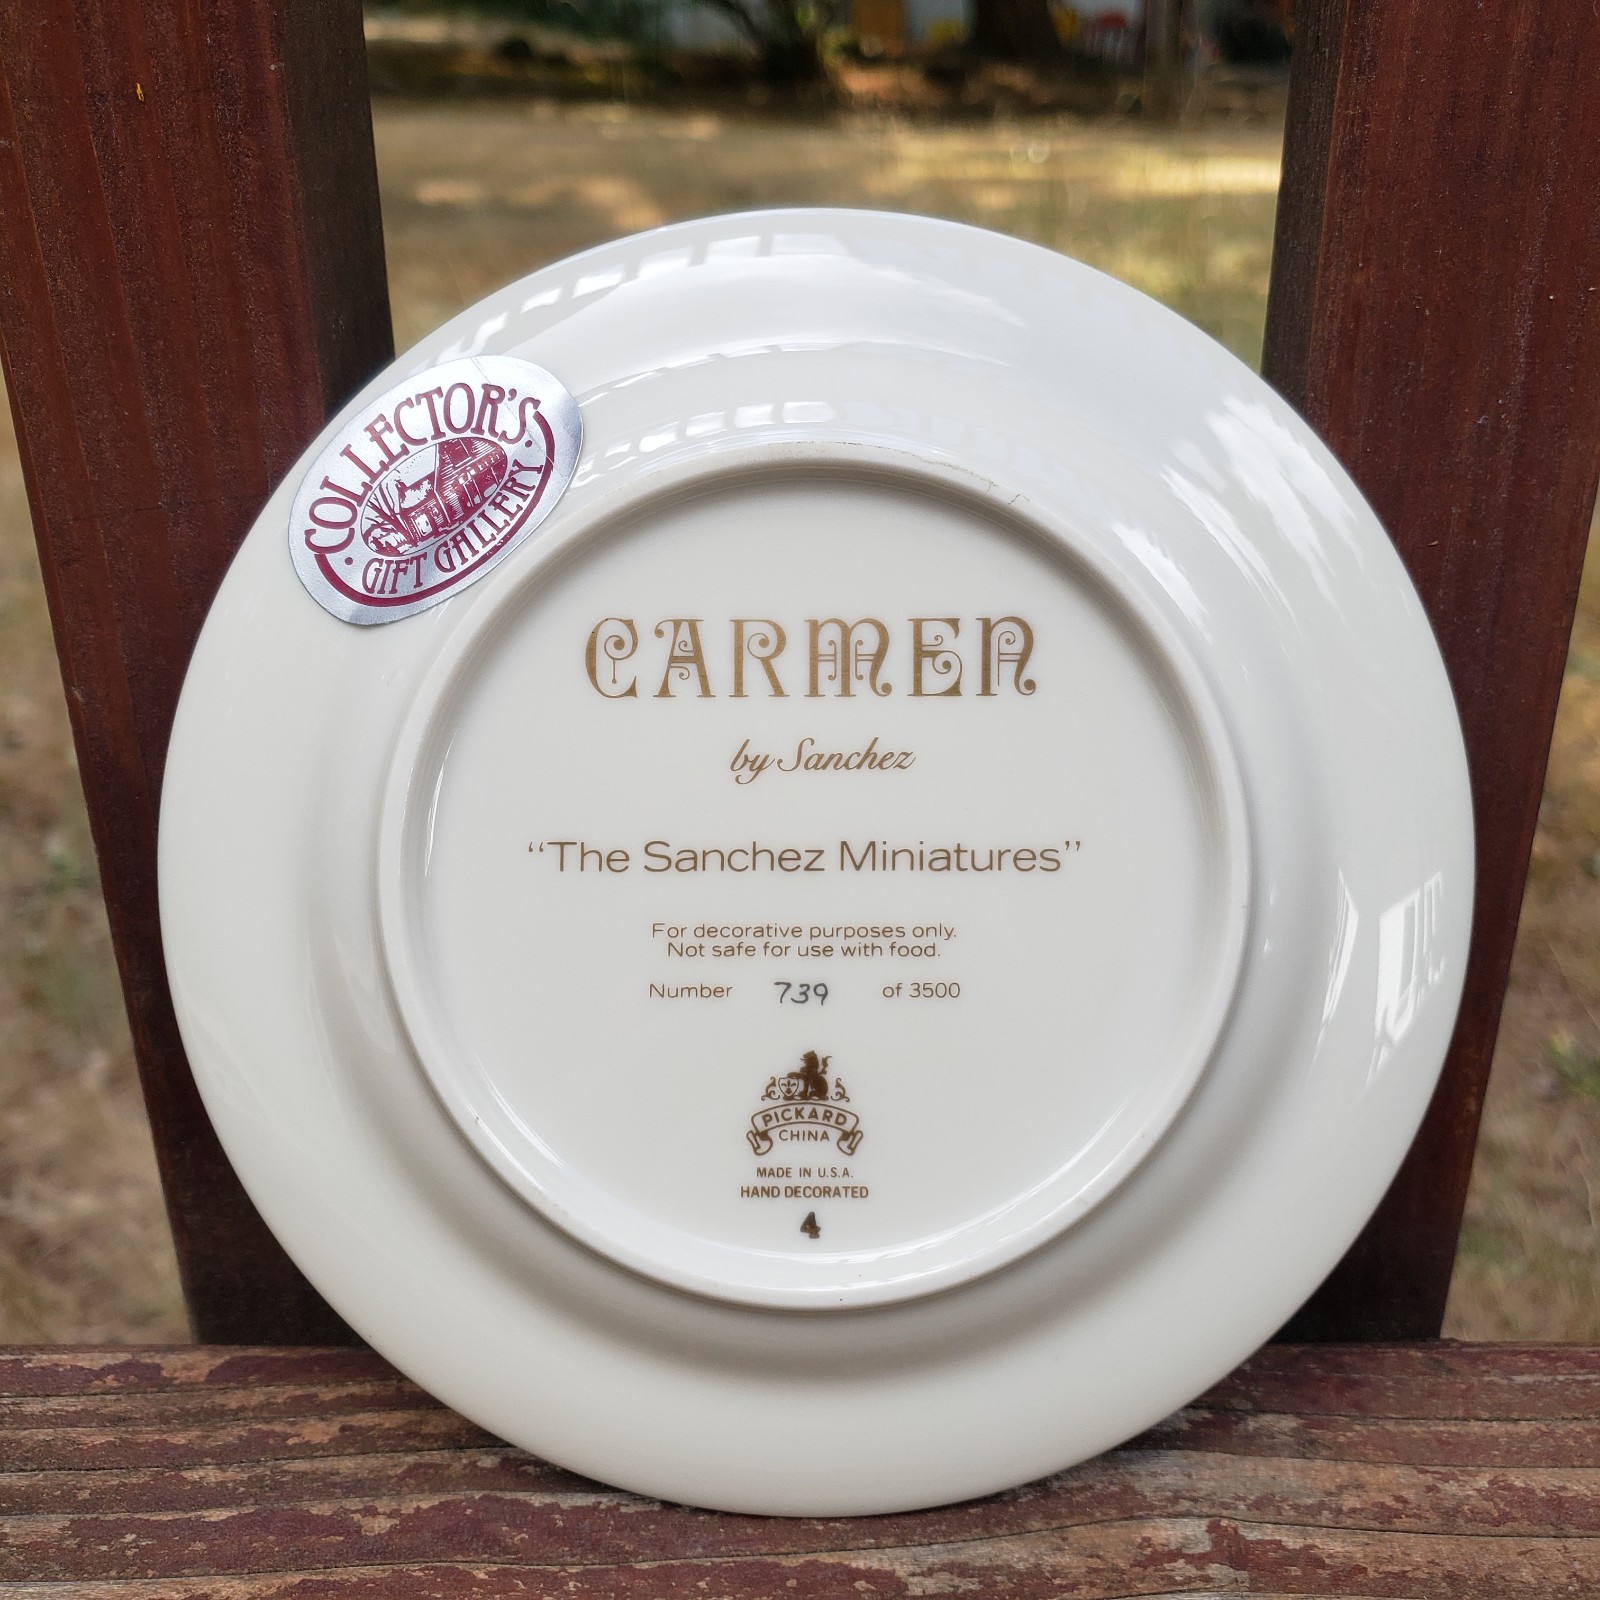 COLLECTOR'S
GIFT GALLERY
CARMEN
by Sanchez
“The Sanchez Miniatures”
For decorative purposes only.
Not safe for use with food.
Number 739 of 3500
PICKARD
CHINA
MADE IN U.S.A.
HAND DECORATED
4